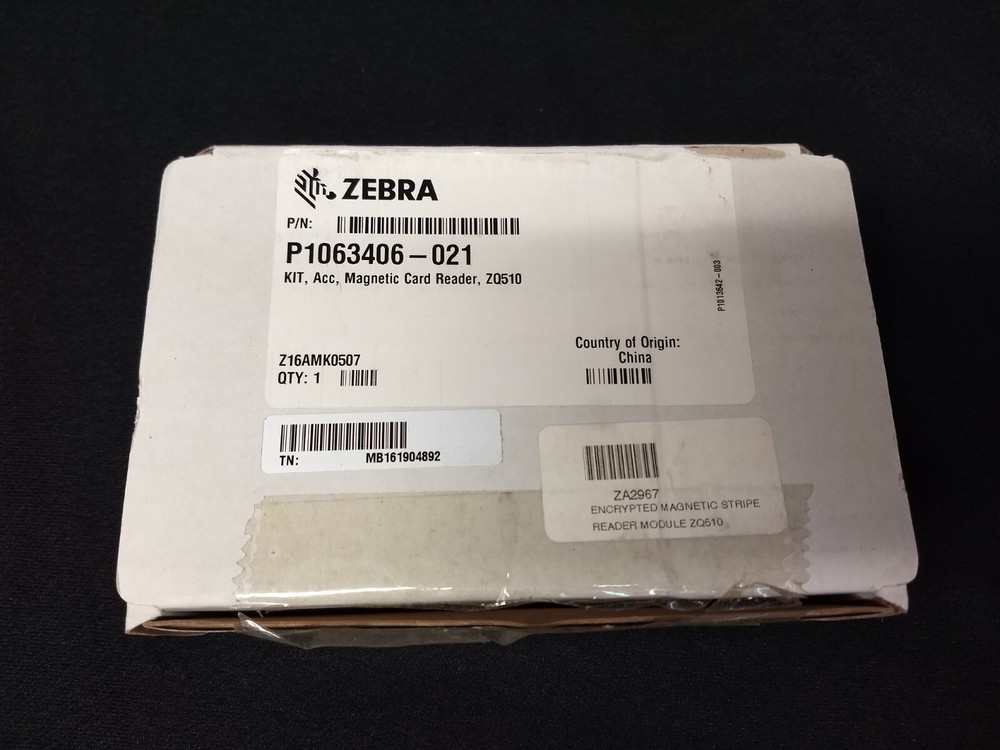 ZEBRA
P/N:
P1063406-021
KIT, Acc, Magnetic Card Reader, ZQ510
P1013642-003
Country of Origin:
China
Z16AMK0507
QTY: 1
TN: MB161904892
ZA2967
ENCRYPTED MAGNETIC STRIPE
READER MODULE ZQ510